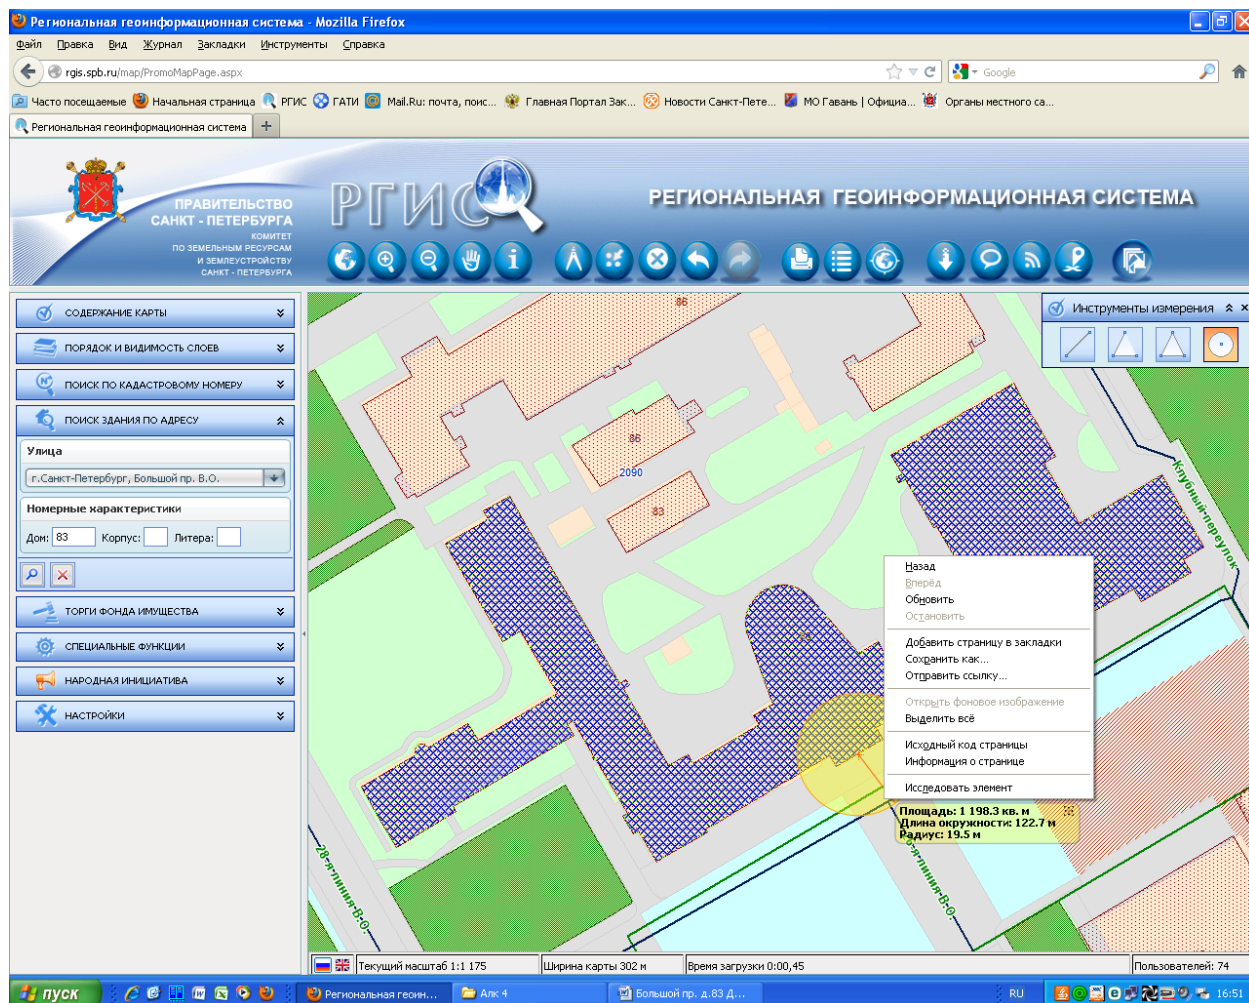 Региональная геоинформационная система - Mozilla Firefox
Файл Правка Вид Журнал Закладки Инструменты Справка
rgis.spb.ru/map/PromoMapPage.aspx
Google
Часто посещаемые Начальная страница РГИС ГАТИ Mail.Ru: почта, поис... Главная Портал Зак... Новости Санкт-Пете... МО Гавань | Официа... Органы местного са...
Региональная геоинформационная система
ПРАВИТЕЛЬСТВО
САНКТ - ПЕТЕРБУРГА
КОМИТЕТ
ПО ЗЕМЕЛЬНЫМ РЕСУРСАМ
И ЗЕМЛЕУСТРОЙСТВУ
САНКТ - ПЕТЕРБУРГА
РГИС
РЕГИОНАЛЬНАЯ ГЕОИНФОРМАЦИОННАЯ СИСТЕМА
СОДЕРЖАНИЕ КАРТЫ
ПОРЯДОК И ВИДИМОСТЬ СЛОЕВ
ПОИСК ПО КАДАСТРОВОМУ НОМЕРУ
ПОИСК ЗДАНИЯ ПО АДРЕСУ
Улица
г.Санкт-Петербург, Большой пр. В.О.
Номерные характеристики
Дом: 83 Корпус: Литера:
ТОРГИ ФОНДА ИМУЩЕСТВА
СПЕЦИАЛЬНЫЕ ФУНКЦИИ
НАРОДНАЯ ИНИЦИАТИВА
НАСТРОЙКИ
Инструменты измерения
86
86
2090
83
Клубный переулок
Назад
Вперёд
Обновить
Остановить
Добавить страницу в закладки
Сохранить как...
Отправить ссылку...
Открыть фоновое изображение
Выделить всё
Исходный код страницы
Информация о странице
Исследовать элемент
Площадь: 1 198.3 кв. м
Длина окружности: 122.7 м
Радиус: 19.5 м
28-я линия В.О.
линия В.О.
Текущий масштаб 1:1 175 Ширина карты 302 м Время загрузки 0:00,45 Пользователей: 74
пуск Региональная геоин... Апк 4 Большой пр. д.83 Д... RU 16:51